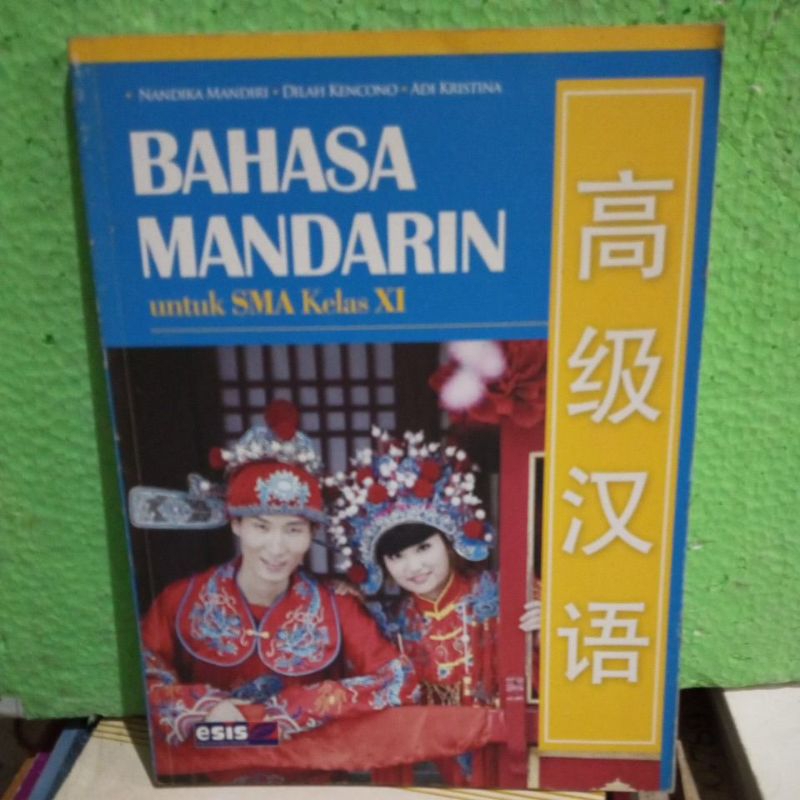 • NANDIKA MANDIRI • DILAH KENCONO • ADI KRISTINA
BAHASA
MANDARIN
untuk SMA Kelas XI
高级汉语
esis